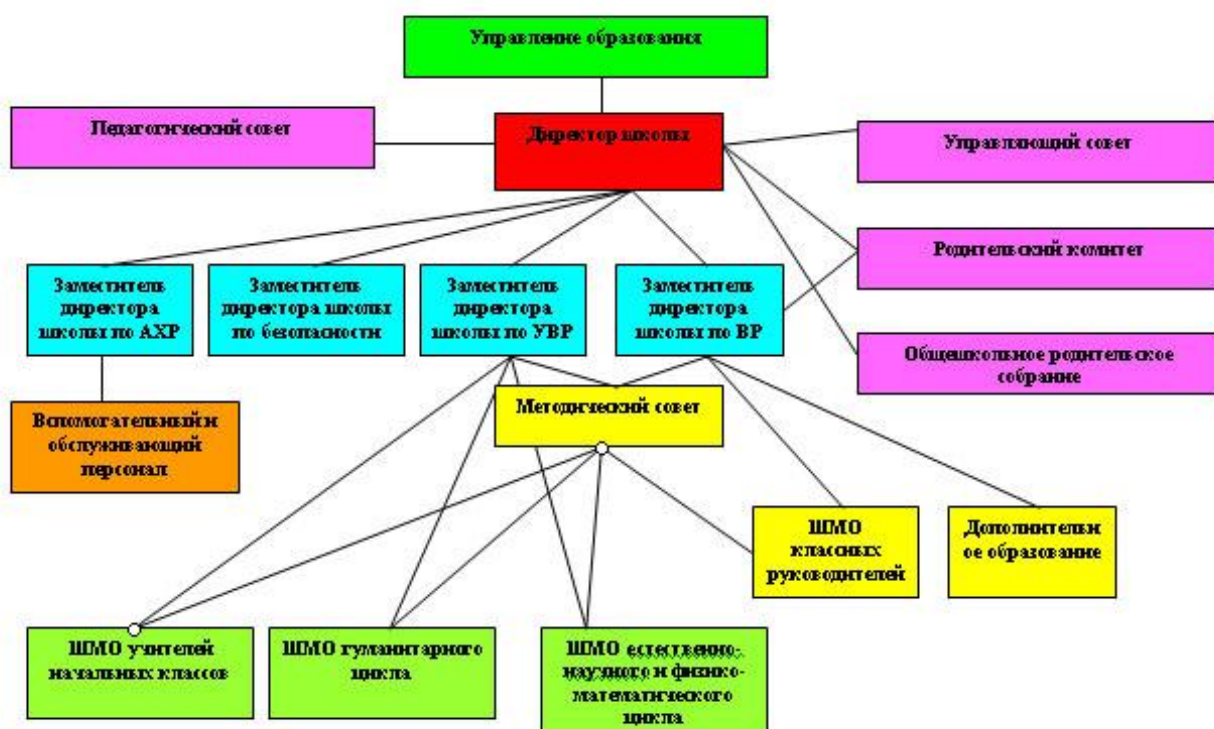 Управление образования
Педагогический совет
Директор школы
Управляющий совет
Родительский комитет
Заместитель
директора
школы по АХР
Заместитель
директора школы
по безопасности
Заместитель
директора
школы по УВР
Заместитель
директора
школы по ВР
Общешкольное родительское
собрание
Методический совет
Вспомогательный и
обслуживающий
персонал
ШМО
классных
руководителей
Дополнительн
ое образование
ШМО учителей
начальных классов
ШМО гуманитарного
цикла
ШМО естественно-
научного и физико-
математического
цикла